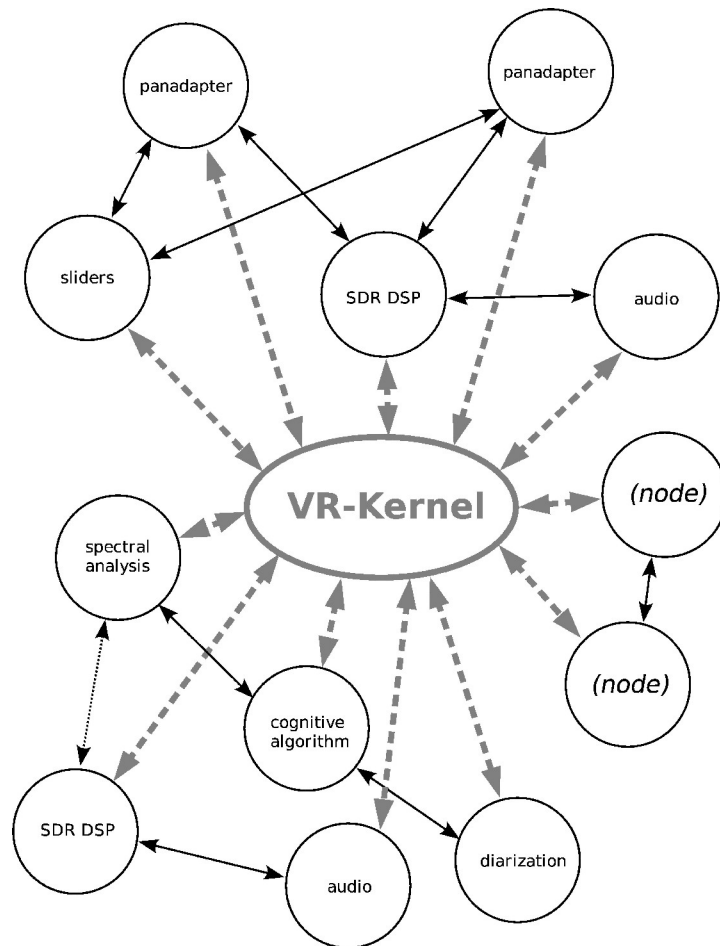 panadapter
panadapter
sliders
SDR DSP
audio
VR-Kernel
(node)
spectral
analysis
(node)
cognitive
algorithm
SDR DSP
audio
diarization